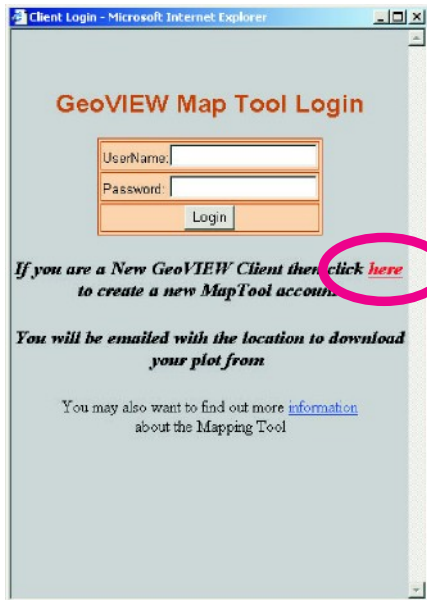 Client Login - Microsoft Internet Explorer
GeoVIEW Map Tool Login
UserName:
Password:
Login
If you are a New GeoVIEW Client then click here
to create a new MapTool account
You will be emailed with the location to download
your plot from
You may also want to find out more information
about the Mapping Tool